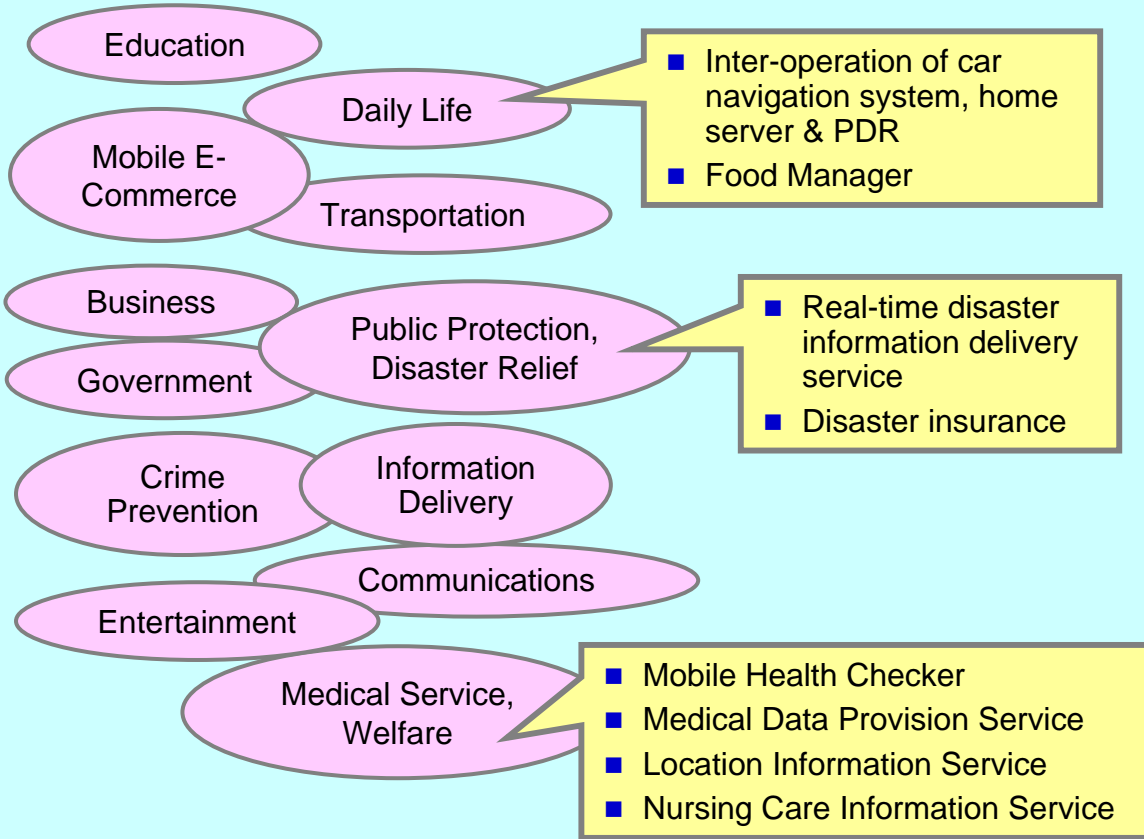 Education
Daily Life
Mobile E-
Commerce
Transportation
Inter-operation of car
navigation system, home
server & PDR
Food Manager
Business
Public Protection,
Disaster Relief
Government
Real-time disaster
information delivery
service
Disaster insurance
Crime
Prevention
Information
Delivery
Communications
Entertainment
Medical Service,
Welfare
Mobile Health Checker
Medical Data Provision Service
Location Information Service
Nursing Care Information Service